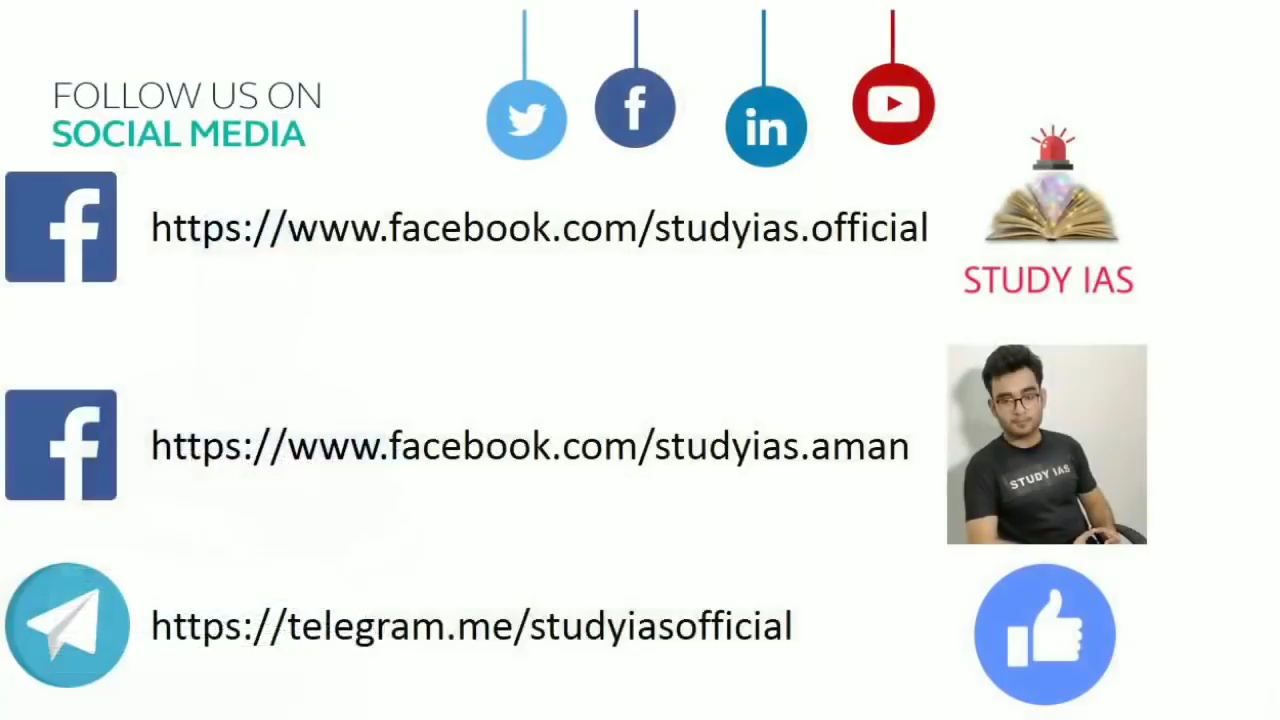 FOLLOW US ON
SOCIAL MEDIA
https://www.facebook.com/studyias.official
STUDY IAS
https://www.facebook.com/studyias.aman
STUDY IAS
https://telegram.me/studyiasofficial